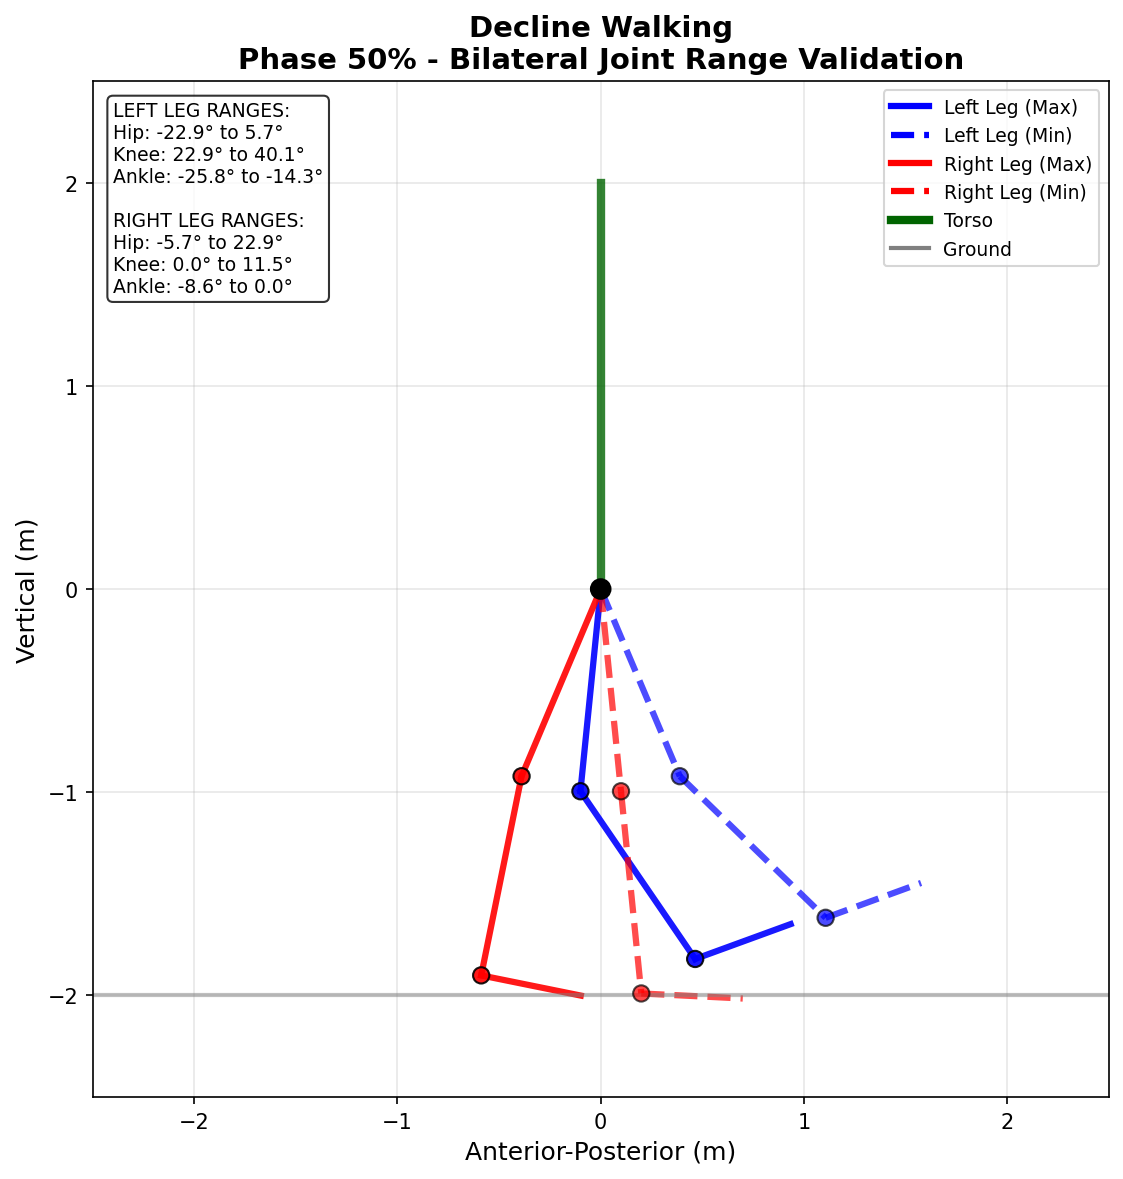 Decline Walking
Phase 50% - Bilateral Joint Range Validation
LEFT LEG RANGES:
Hip: -22.9° to 5.7°
Knee: 22.9° to 40.1°
Ankle: -25.8° to -14.3°
RIGHT LEG RANGES:
Hip: -5.7° to 22.9°
Knee: 0.0° to 11.5°
Ankle: -8.6° to 0.0°
Left Leg (Max)
Left Leg (Min)
Right Leg (Max)
Right Leg (Min)
Torso
Ground
2
1
0
−1
−2
Vertical (m)
−2
−1
0
1
2
Anterior-Posterior (m)